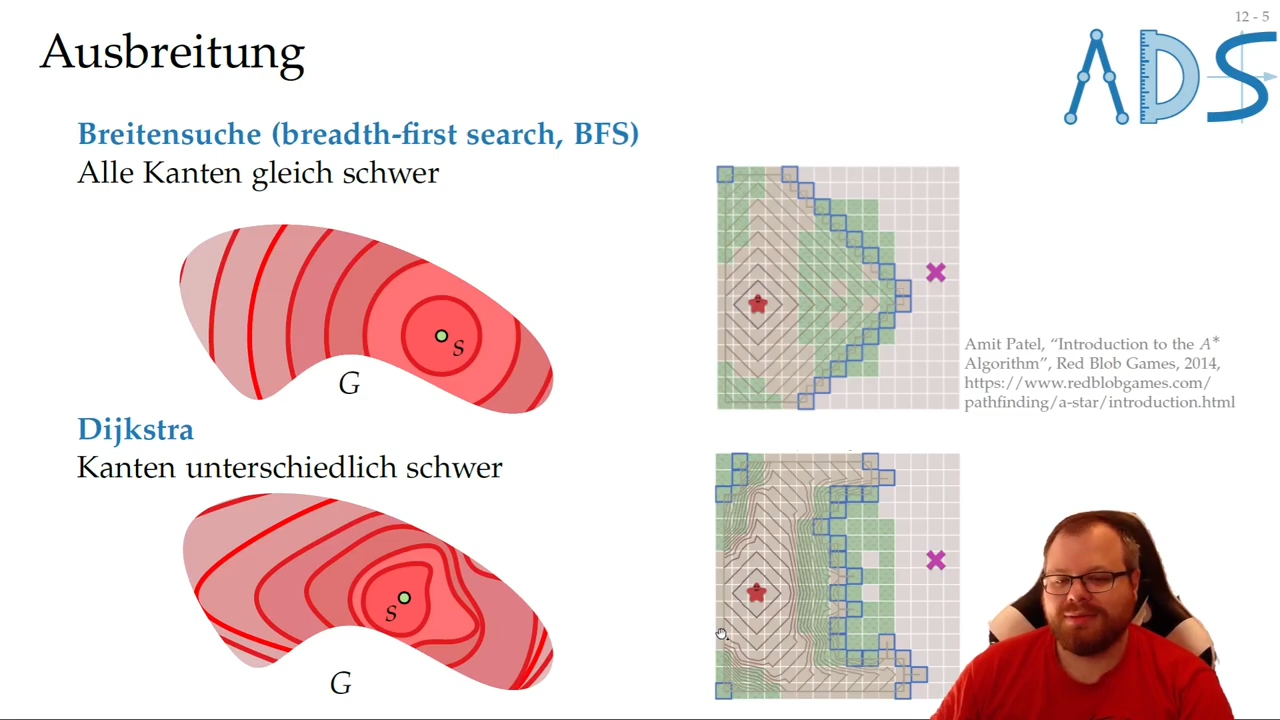 12 - 5
Ausbreitung
ADS
Breitensuche (breadth-first search, BFS)
Alle Kanten gleich schwer
s
G
Amit Patel, “Introduction to the A*
Algorithm”, Red Blob Games, 2014,
https://www.redblobgames.com/
pathfinding/a-star/introduction.html
Dijkstra
Kanten unterschiedlich schwer
s
G